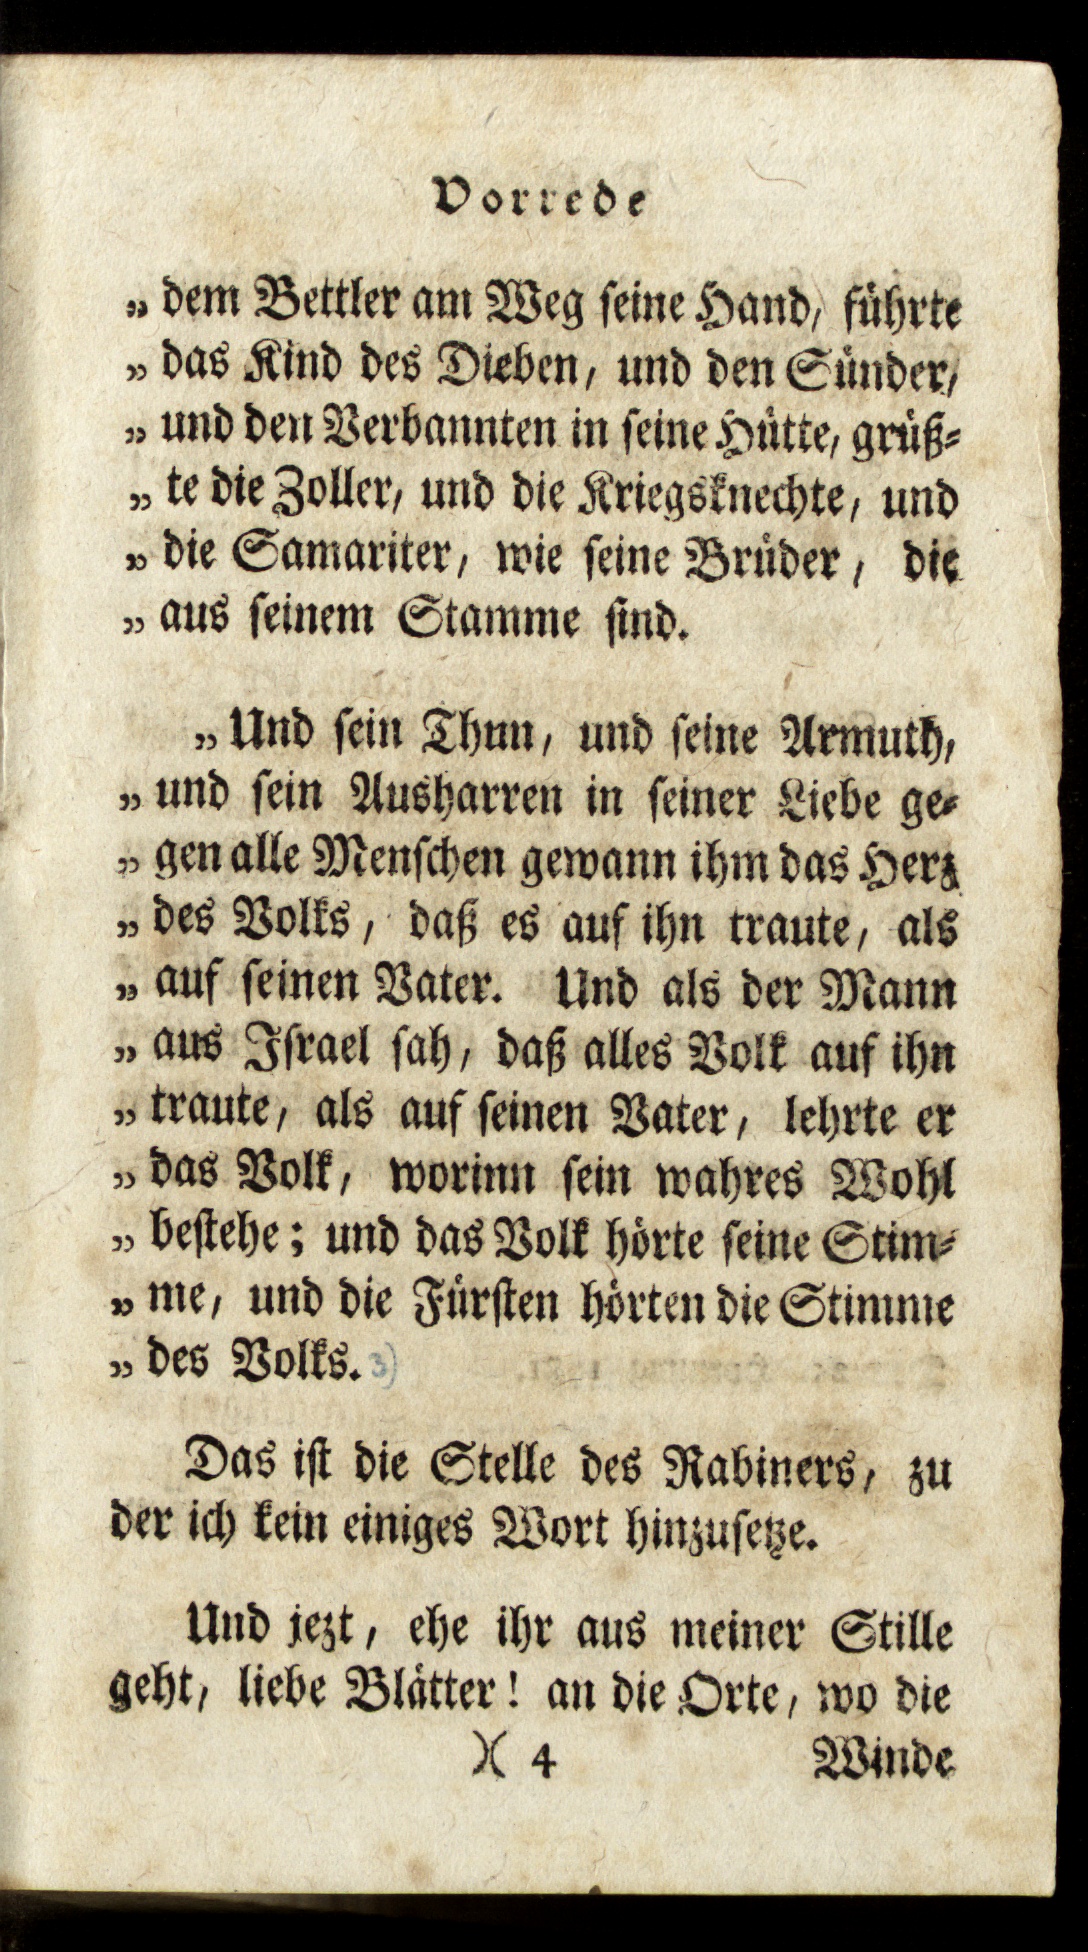 Vorrede
„ dem Bettler am Weg seine Hand, führte
„ das Kind des Dieben, und den Sünder,
„ und den Verbannten in seine Hütte, grüß-
„ te die Zoller, und die Kriegsknechte, und
„ die Samariter, wie seine Brüder, die
„ aus seinem Stamme sind.
„ Und sein Thun, und seine Armuth,
„ und sein Ausharren in seiner Liebe ge-
„ gen alle Menschen gewann ihm das Herz
„ des Volks, daß es auf ihn traute, als
„ auf seinen Vater. Und als der Mann
„ aus Israel sah, daß alles Volk auf ihn
„ traute, als auf seinen Vater, lehrte er
„ das Volk, worinn sein wahres Wohl
„ bestehe; und das Volk hörte seine Stim-
„ me, und die Fürsten hörten die Stimme
„ des Volks. 3)
Das ist die Stelle des Rabiners, zu
der ich kein einiges Wort hinzusetze.
Und jezt, ehe ihr aus meiner Stille
geht, liebe Blätter! an die Orte, wo die
)( 4 Winde